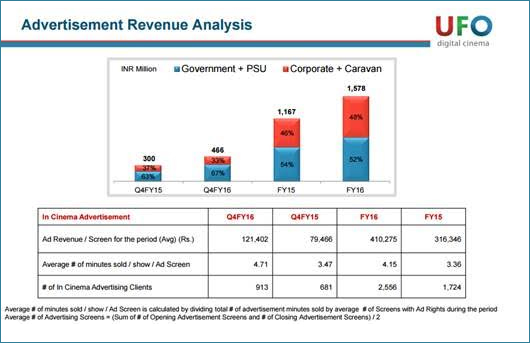 Advertisement Revenue Analysis
UFO
digital cinema
INR Million
Government + PSU
Corporate + Caravan
300
37%
63%
Q4FY15
466
33%
67%
Q4FY16
1,167
46%
54%
FY15
1,578
48%
52%
FY16
In Cinema Advertisement Q4FY16 Q4FY15 FY16 FY15
Ad Revenue / Screen for the period (Avg) (Rs.) 121,402 79,466 410,275 316,346
Average # of minutes sold / show / Ad Screen 4.71 3.47 4.15 3.36
# of In Cinema Advertising Clients 913 681 2,556 1,724
Average # of minutes sold / show / Ad Screen is calculated by dividing total # of advertisement minutes sold by average # of Screens with Ad Rights during the period
Average # of Advertising Screens = (Sum of # of Opening Advertisement Screens and # of Closing Advertisement Screens) / 2